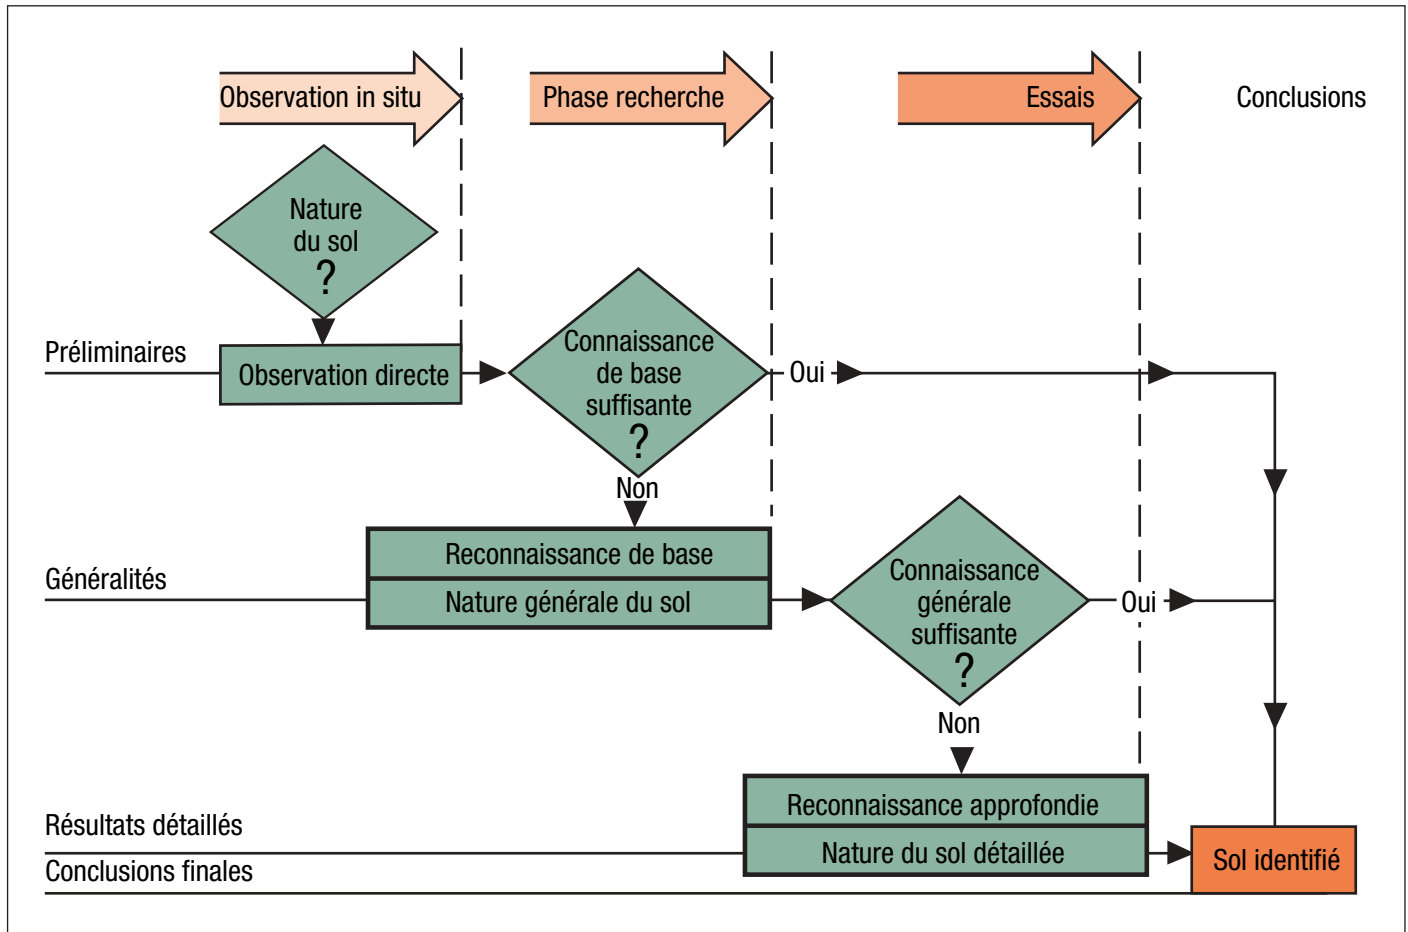 Observation in situ
Phase recherche
Essais
Conclusions
Nature
du sol
?
Préliminaires
Observation directe
Connaissance
de base
suffisante
?
Oui
Non
Généralités
Reconnaissance de base
Nature générale du sol
Connaissance
générale
suffisante
?
Oui
Non
Résultats détaillés
Reconnaissance approfondie
Nature du sol détaillée
Sol identifié
Conclusions finales